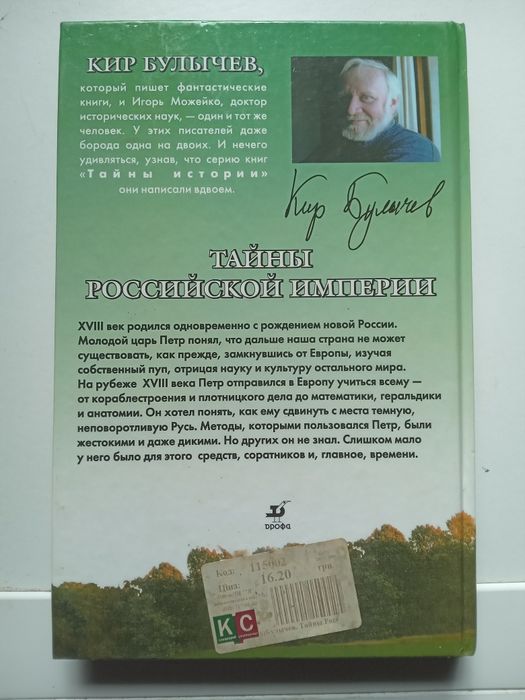 КИР БУЛЫЧЕВ,
который пишет фантастические
книги, и Игорь Можейко, доктор
исторических наук, — один и тот же
человек. У этих писателей даже
борода одна на двоих. И нечего
удивляться, узнав, что серию книг
«Тайны истории»
они написали вдвоем.
Кир Булычев
ТАЙНЫ
РОССИЙСКОЙ ИМПЕРИИ
XVIII век родился одновременно с рождением новой России.
Молодой царь Петр понял, что дальше наша страна не может
существовать, как прежде, замкнувшись от Европы, изучая
собственный пуп, отрицая науку и культуру остального мира.
На рубеже XVIII века Петр отправился в Европу учиться всему —
от кораблестроения и плотницкого дела до математики, геральдики
и анатомии. Он хотел понять, как ему сдвинуть с места темную,
неповоротливую Русь. Методы, которыми пользовался Петр, были
жестокими и даже дикими. Но других он не знал. Слишком мало
у него было для этого средств, соратников и, главное, времени.
дрофа
Код: 115002
Ціна: 16.20 грн
КС
Булычев. Тайны Росс